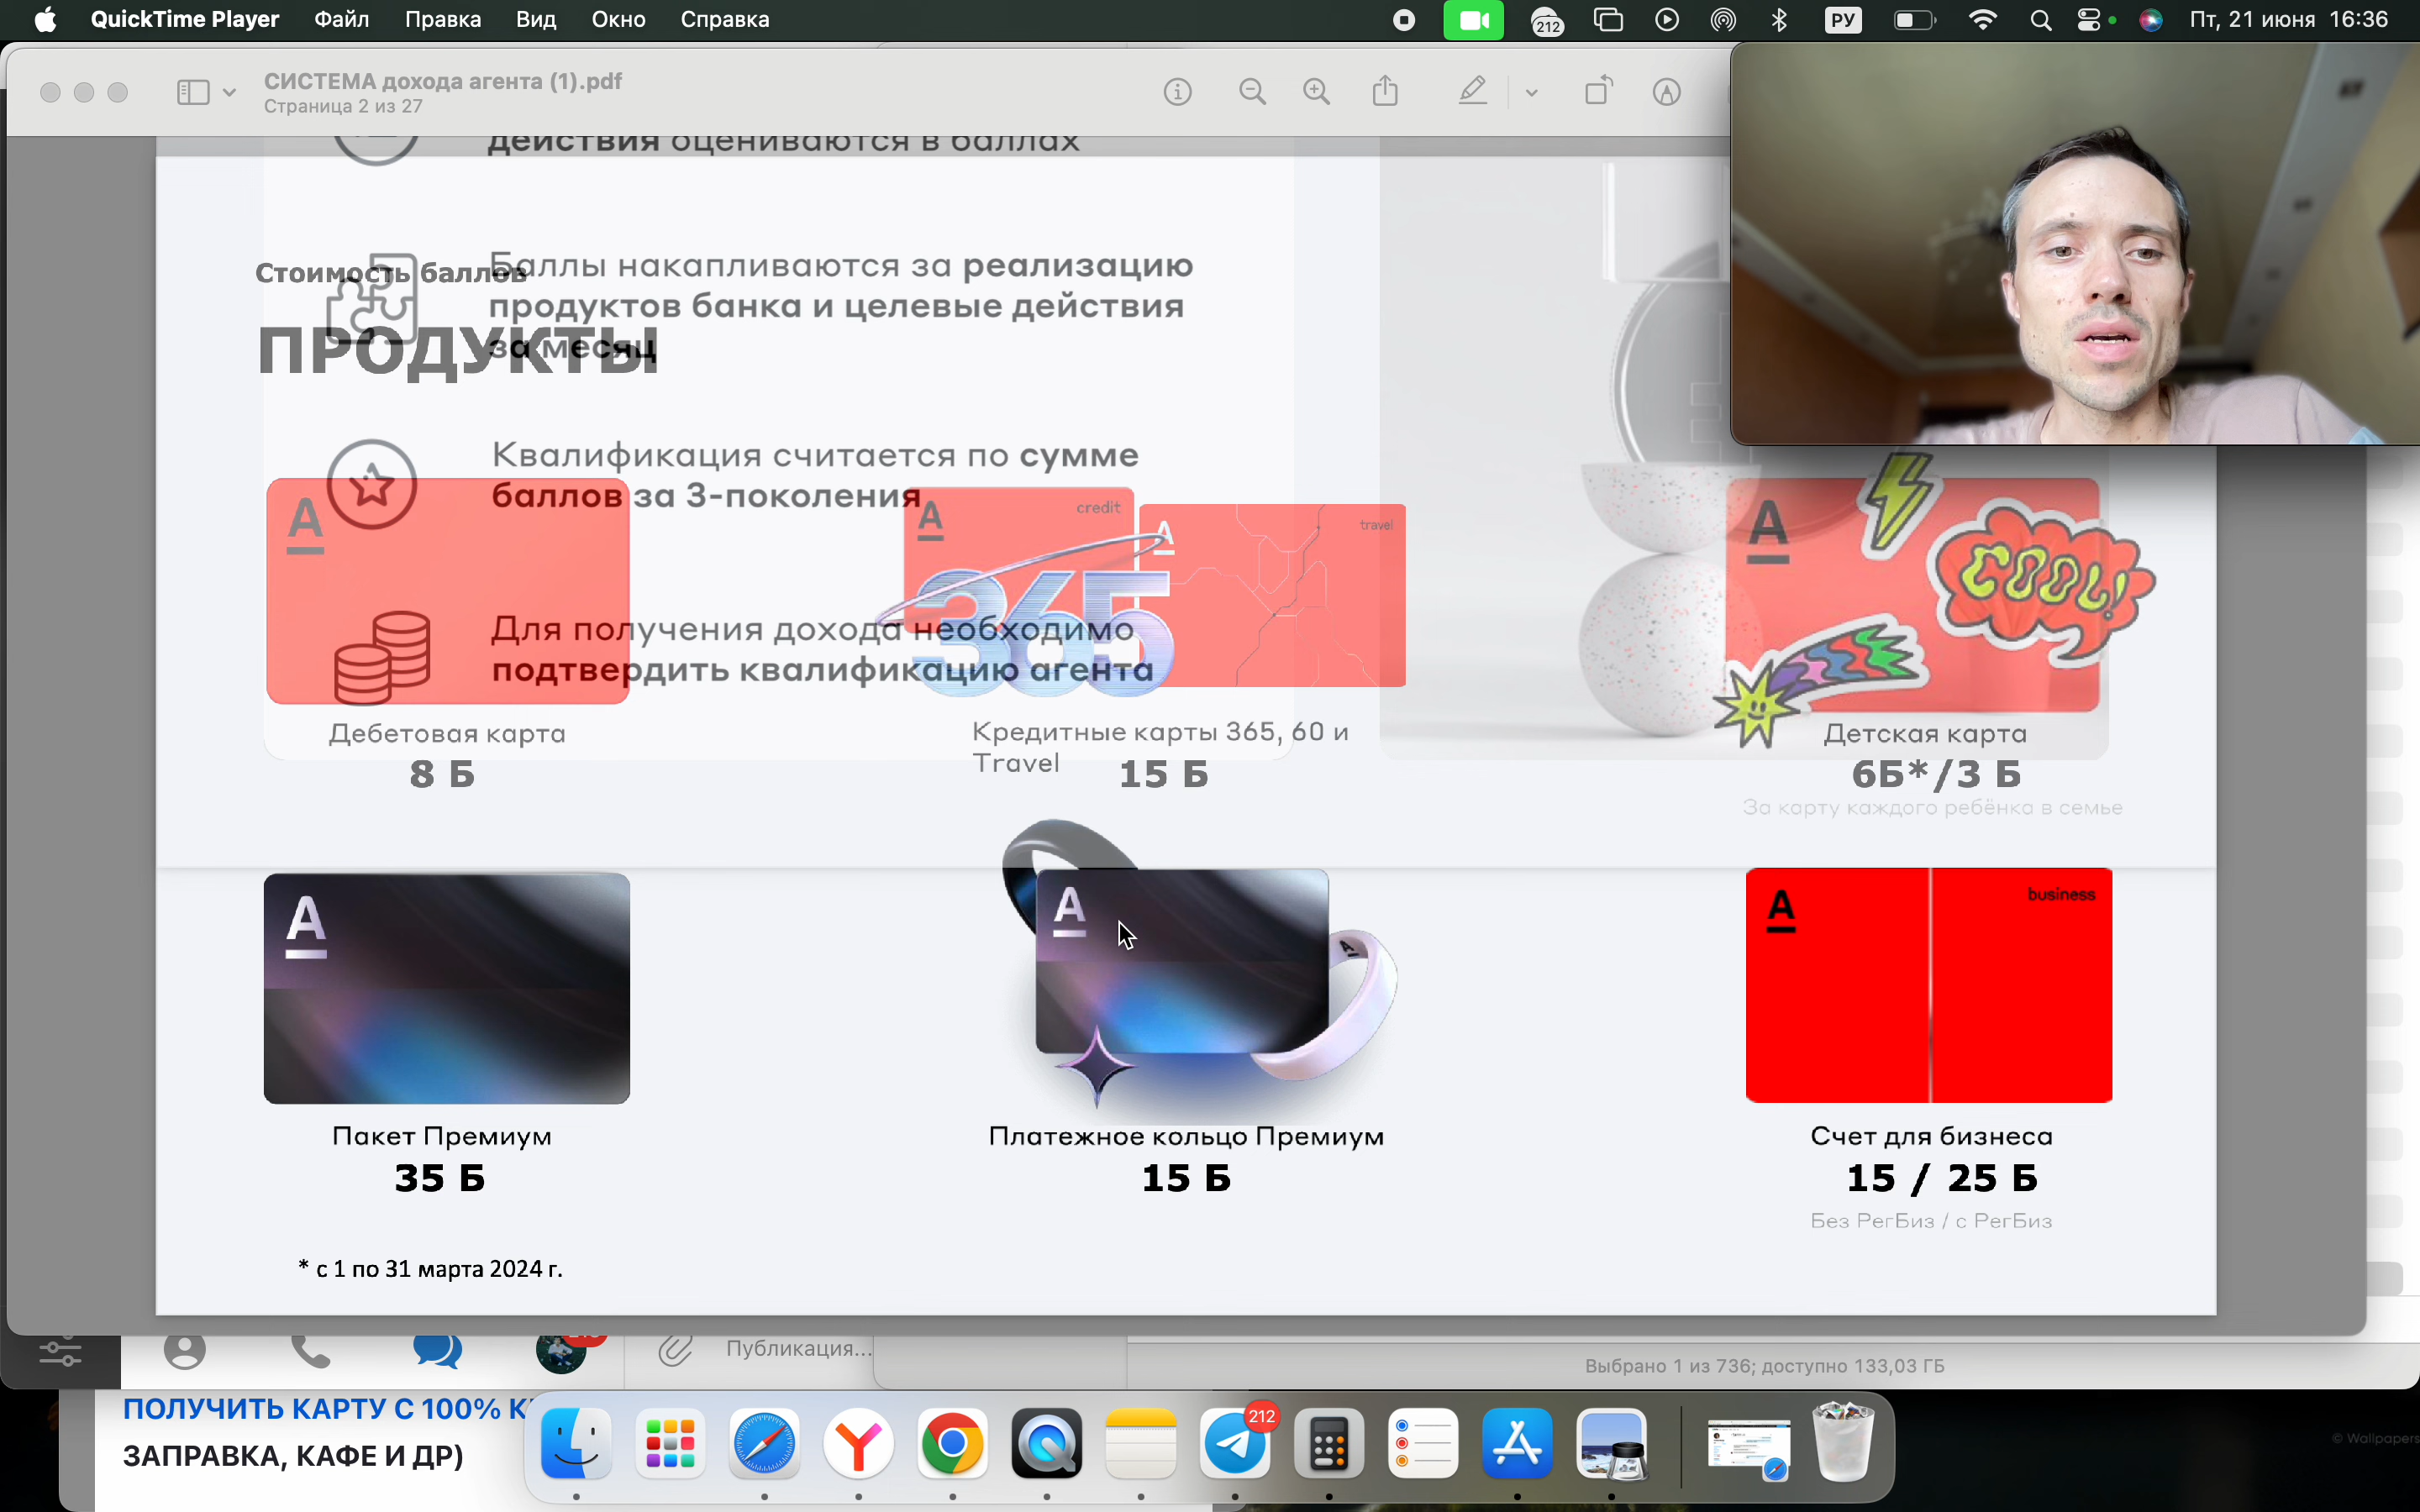 QuickTime Player Файл Правка Вид Окно Справка
212
РУ
Пт, 21 июня 16:36
СИСТЕМА дохода агента (1).pdf
Страница 2 из 27
действия оцениваются в баллах
Стоимость баллов
ПРОДУКТЫ
Баллы накапливаются за реализацию
продуктов банка и целевые действия
за месяц
Квалификация считается по сумме
баллов за 3-поколения
Для получения дохода необходимо
подтвердить квалификацию агента
А
А credit
365
А travel
А
COOL!
Дебетовая карта
8 Б
Кредитные карты 365, 60 и
Travel 15 Б
Детская карта
6Б*/3 Б
За карту каждого ребёнка в семье
А
А
А
А business
Пакет Премиум
35 Б
Платежное кольцо Премиум
15 Б
Счет для бизнеса
15 / 25 Б
Без РегБиз / с РегБиз
* с 1 по 31 марта 2024 г.
Публикация...
Выбрано 1 из 736; доступно 133,03 ГБ
ПОЛУЧИТЬ КАРТУ С 100%
ЗАПРАВКА, КАФЕ И ДР)
212
© Wallpapers